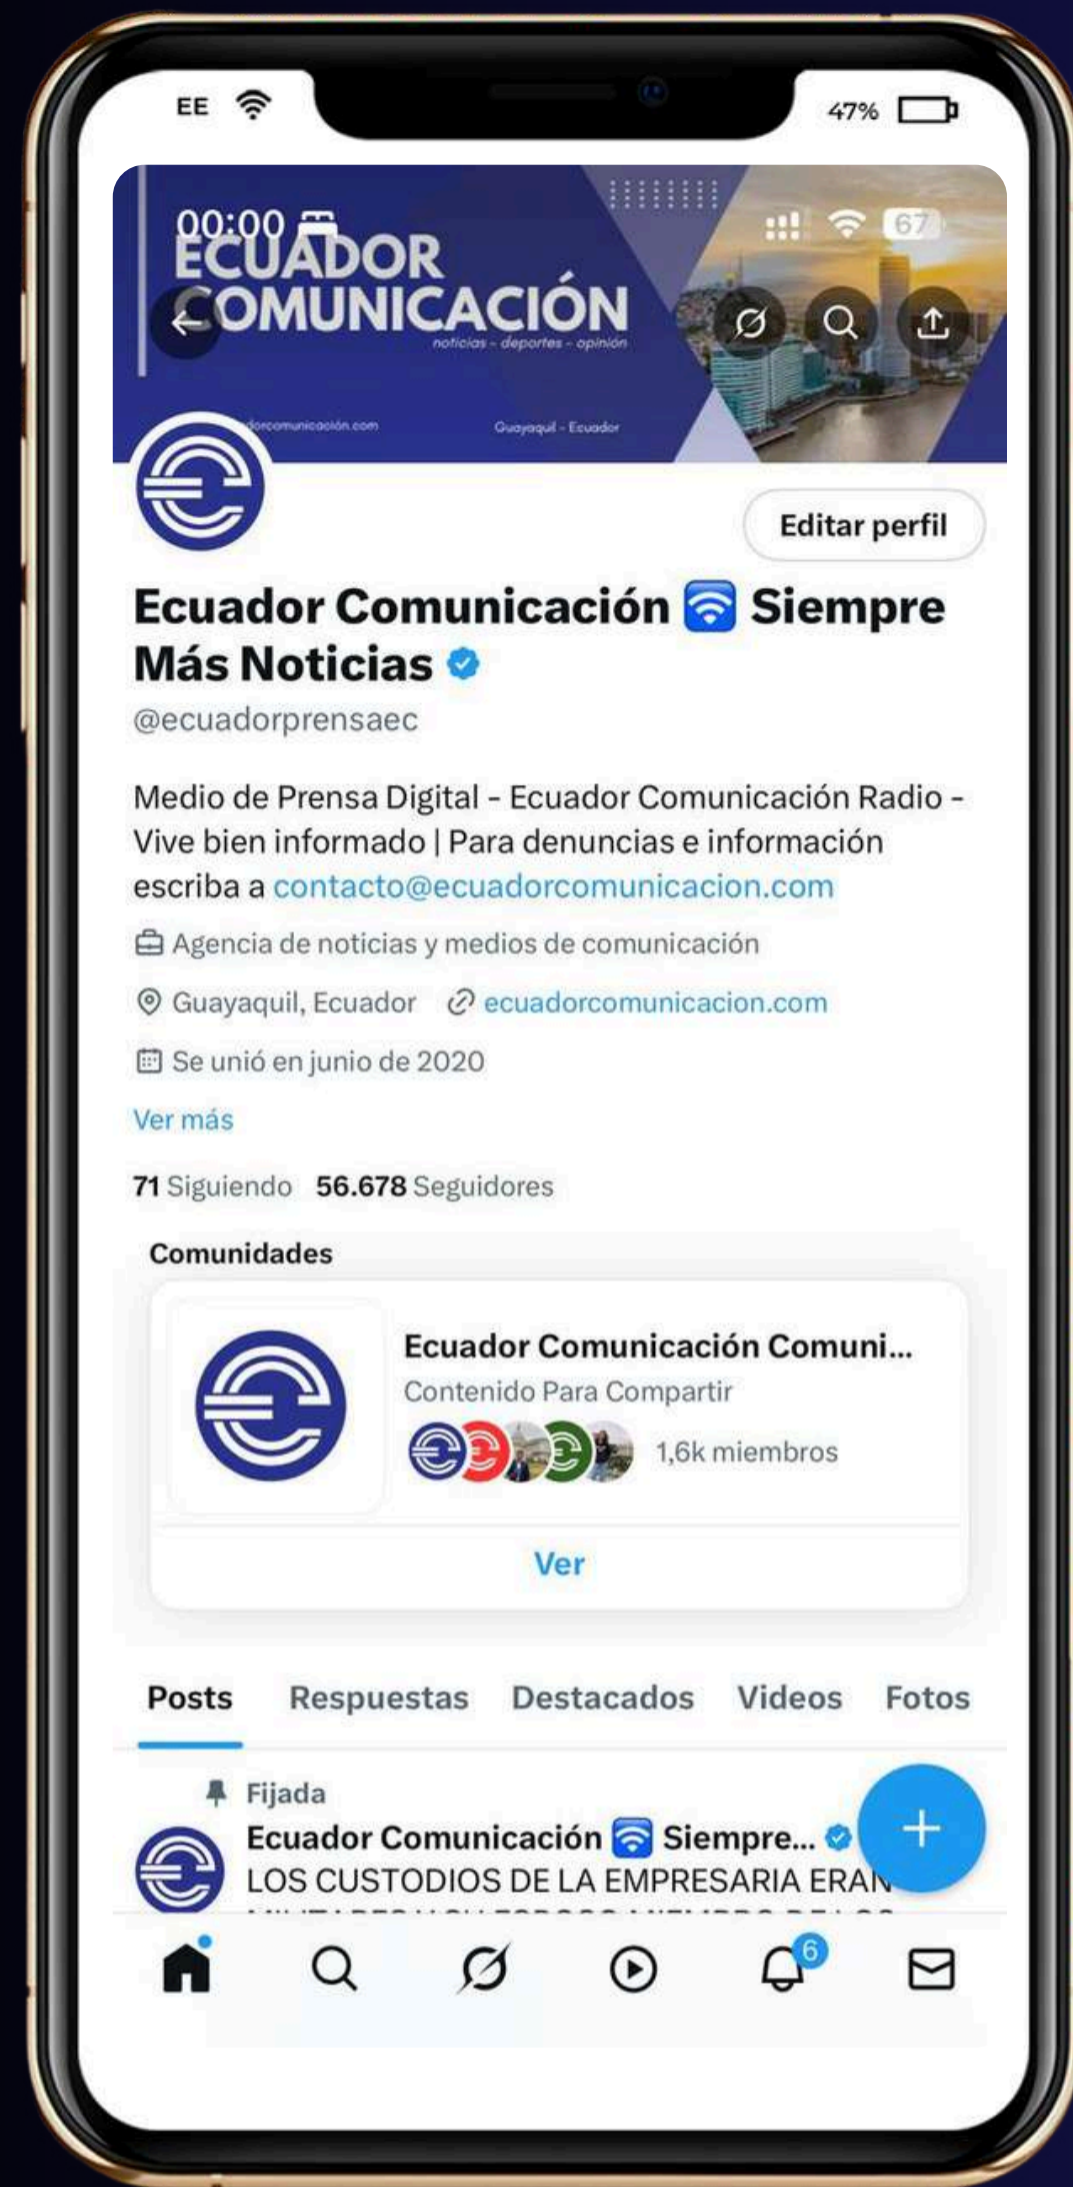 EE
47%
00:00
67
ECUADOR
COMUNICACIÓN
noticias - deportes - opinión
dorcomunicación.com
Guayaquil - Ecuador
Editar perfil
Ecuador Comunicación Siempre
Más Noticias
@ecuadorprensaec
Medio de Prensa Digital - Ecuador Comunicación Radio -
Vive bien informado | Para denuncias e información
escriba a contacto@ecuadorcomunicacion.com
Agencia de noticias y medios de comunicación
Guayaquil, Ecuador ecuadorcomunicacion.com
Se unió en junio de 2020
Ver más
71 Siguiendo 56.678 Seguidores
Comunidades
Ecuador Comunicación Comuni...
Contenido Para Compartir
1,6k miembros
Ver
Posts Respuestas Destacados Videos Fotos
Fijada
Ecuador Comunicación Siempre...
LOS CUSTODIOS DE LA EMPRESARIA ERAN
6